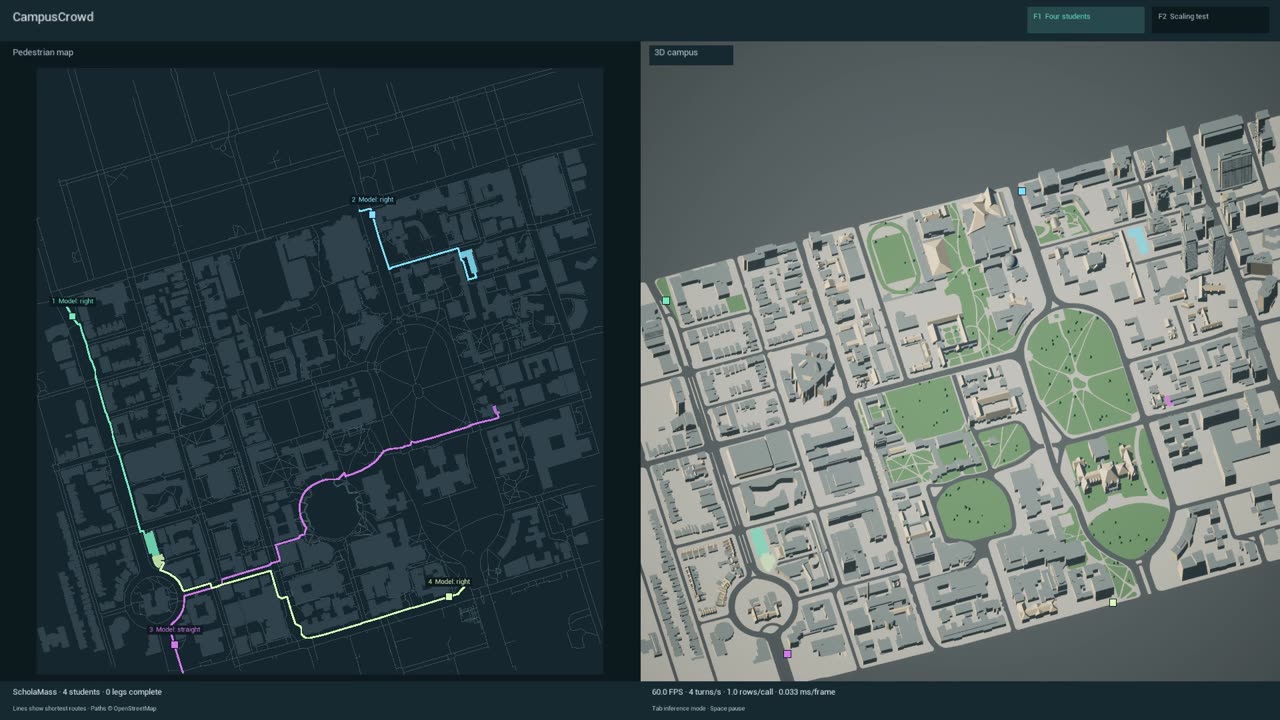 CampusCrowd
F1 Four students
F2 Scaling test
Pedestrian map
3D campus
2 Model: right
1 Model: right
4 Model: right
3 Model: straight
ScholaMass · 4 students · 0 legs complete
60.0 FPS · 4 turns/s · 1.0 rows/call · 0.033 ms/frame
Lines show shortest routes · Paths © OpenStreetMap
Tab inference mode · Space pause